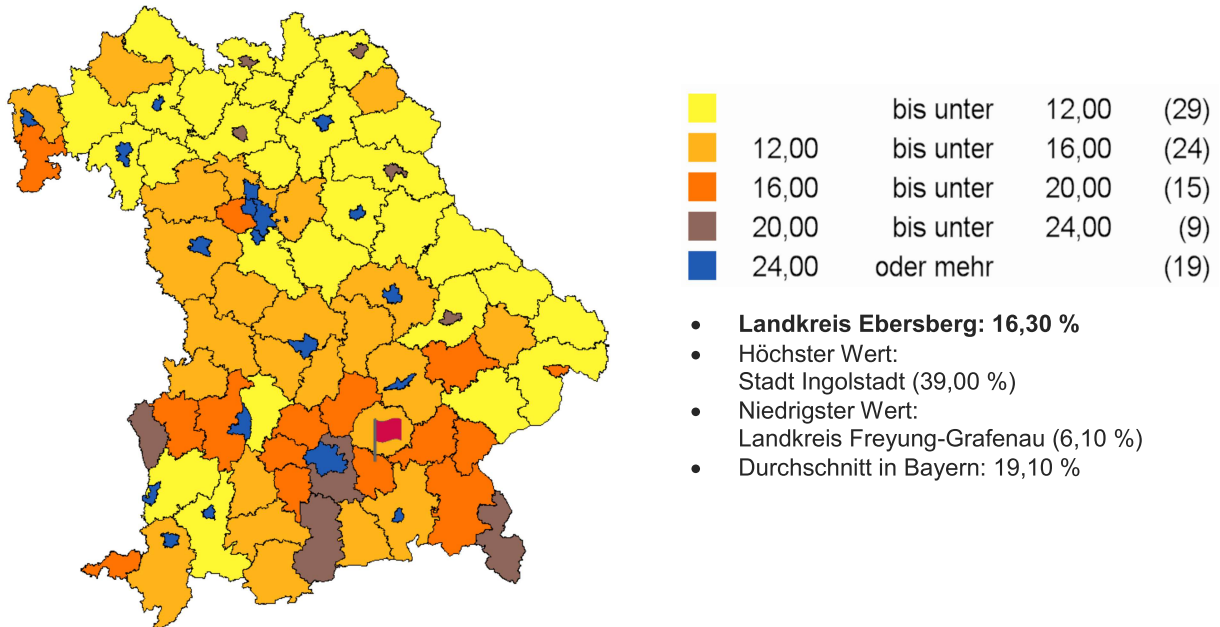 bis unter 12,00 (29)
12,00 bis unter 16,00 (24)
16,00 bis unter 20,00 (15)
20,00 bis unter 24,00 (9)
24,00 oder mehr (19)
• Landkreis Ebersberg: 16,30 %
• Höchster Wert:
Stadt Ingolstadt (39,00 %)
• Niedrigster Wert:
Landkreis Freyung-Grafenau (6,10 %)
• Durchschnitt in Bayern: 19,10 %